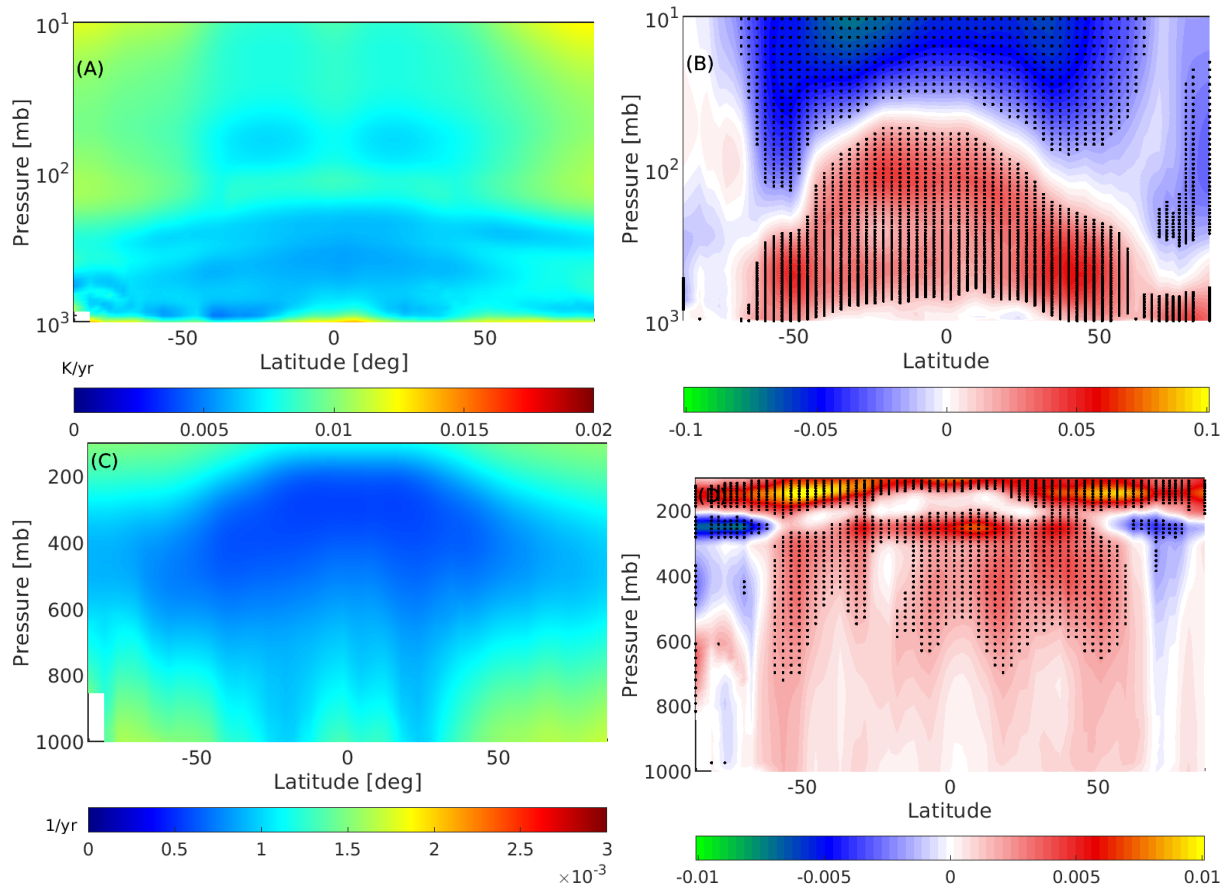 (A)
10¹
10²
10³
Pressure [mb]
-50 0 50
Latitude [deg]
K/yr
0 0.005 0.01 0.015 0.02
(B)
10¹
10²
10³
Pressure [mb]
-50 0 50
Latitude
-0.1 -0.05 0 0.05 0.1
(C)
200
400
600
800
1000
Pressure [mb]
-50 0 50
Latitude [deg]
1/yr
0 0.5 1 1.5 2 2.5 3
×10⁻³
(D)
200
400
600
800
1000
Pressure [mb]
-50 0 50
Latitude
-0.01 -0.005 0 0.005 0.01